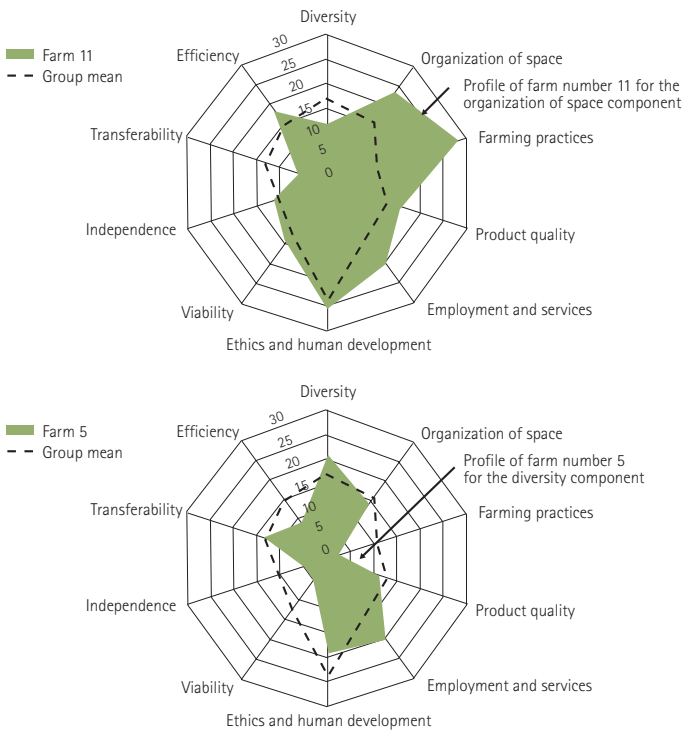 Diversity
Farm 11
Group mean
Efficiency
30
25
20
15
10
5
0
Organization of space
Profile of farm number 11 for the
organization of space component
Transferability
Farming practices
Independence
Product quality
Viability
Employment and services
Ethics and human development
Diversity
Farm 5
Group mean
Efficiency
30
25
20
15
10
5
0
Organization of space
Profile of farm number 5
for the diversity component
Transferability
Farming practices
Independence
Product quality
Viability
Employment and services
Ethics and human development